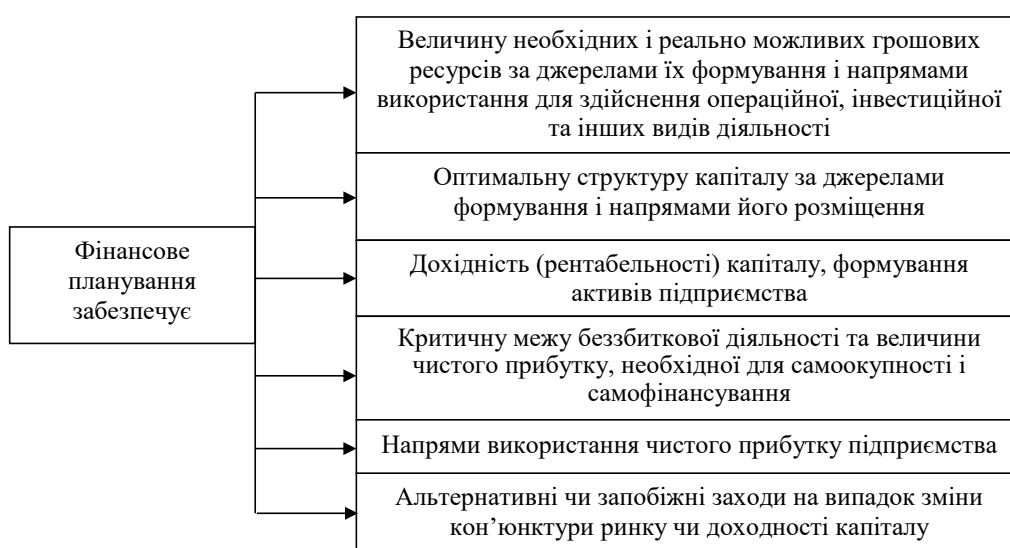 Величину необхідних і реально можливих грошових
ресурсів за джерелами їх формування і напрямами
використання для здійснення операційної, інвестиційної
та інших видів діяльності
Оптимальну структуру капіталу за джерелами
формування і напрямами його розміщення
Фінансове
планування
забезпечує
Дохідність (рентабельності) капіталу, формування
активів підприємства
Критичну межу беззбиткової діяльності та величини
чистого прибутку, необхідної для самоокупності і
самофінансування
Напрями використання чистого прибутку підприємства
Альтернативні чи запобіжні заходи на випадок зміни
кон’юнктури ринку чи доходності капіталу